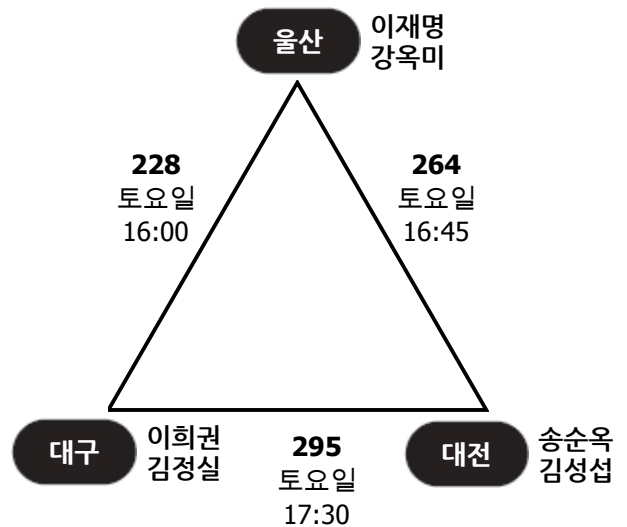 울산
이재명
강옥미
228
토요일
16:00
264
토요일
16:45
대구
이희권
김정실
295
토요일
17:30
대전
송순옥
김성섭